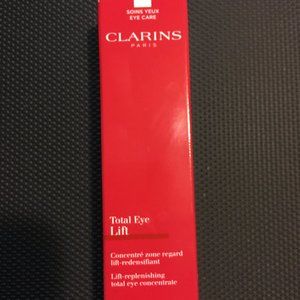 SOINS YEUX
EYE CARE
CLARINS
PARIS
Total Eye
Lift
Concentré zone regard
lift-redensifiant
Lift-replenishing
total eye concentrate